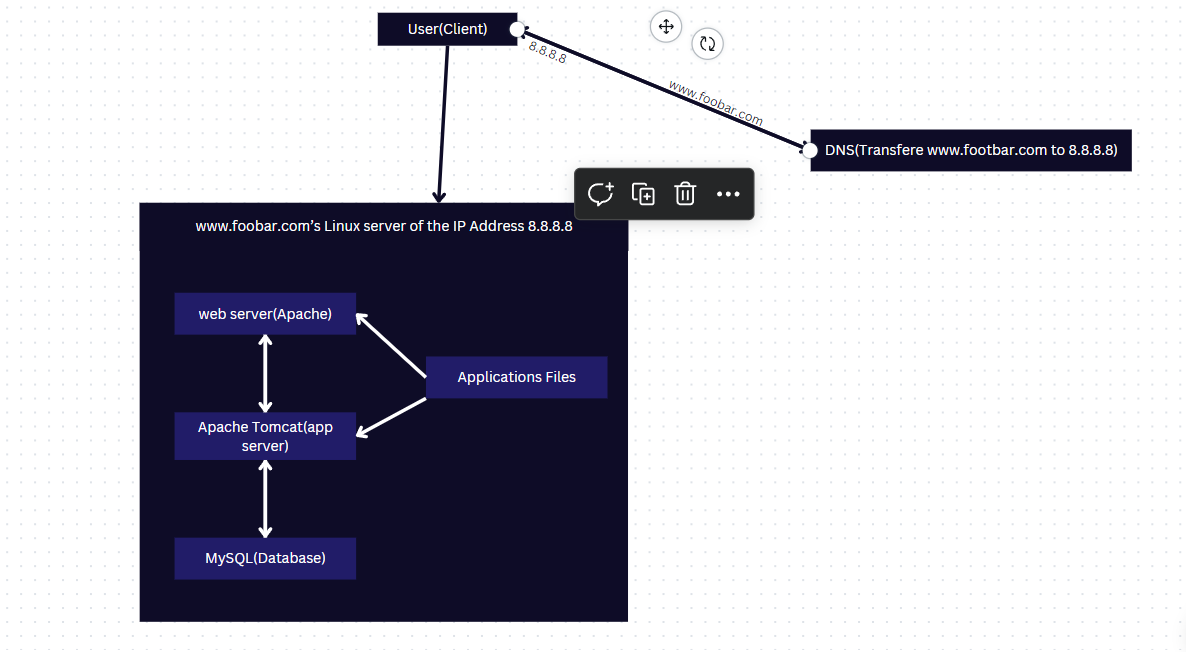 User(Client)
8.8.8.8
www.foobar.com
DNS(Transfere www.footbar.com to 8.8.8.8)
www.foobar.com’s Linux server of the IP Address 8.8.8.8
web server(Apache)
Applications Files
Apache Tomcat(app
server)
MySQL(Database)